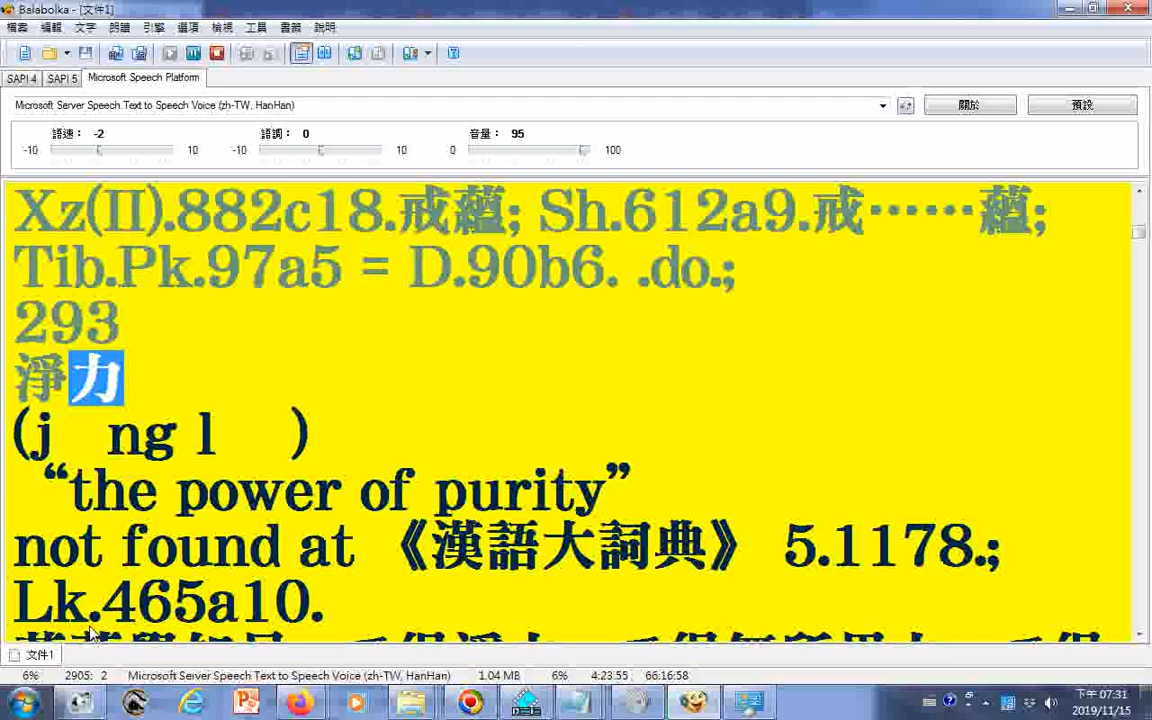 Balabolka - [文件1]
檔案 編輯 文字 朗讀 引擎 選項 檢視 工具 書籤 說明
SAPI 4 SAPI 5 Microsoft Speech Platform
Microsoft Server Speech Text to Speech Voice (zh-TW, HanHan) 關於 預設
語速： -2 語調： 0 音量： 95
-10 10 -10 10 0 100
Xz(II).882c18.戒蘊; Sh.612a9.戒……蘊;
Tib.Pk.97a5 = D.90b6. .do.;
293
淨力
(j ng l )
“the power of purity”
not found at 《漢語大詞典》 5.1178.;
Lk.465a10.
文件1
6% 2905: 2 Microsoft Server Speech Text to Speech Voice (zh-TW, HanHan) 1.04 MB 6% 4:23:55 66:16:58
下午 07:31
2019/11/15